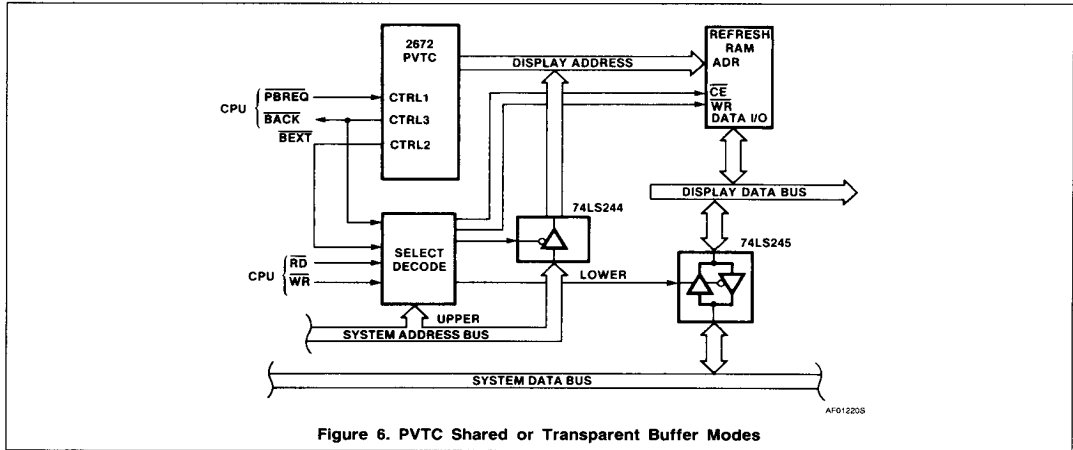 2672
PVTC
REFRESH
RAM
ADR
DISPLAY ADDRESS
CPU
PBREQ
CTRL1
CE
BACK
CTRL3
WR
DATA I/O
BEXT
CTRL2
DISPLAY DATA BUS
74LS244
74LS245
SELECT
DECODE
CPU
RD
WR
LOWER
UPPER
SYSTEM ADDRESS BUS
SYSTEM DATA BUS
AF01220S
Figure 6. PVTC Shared or Transparent Buffer Modes